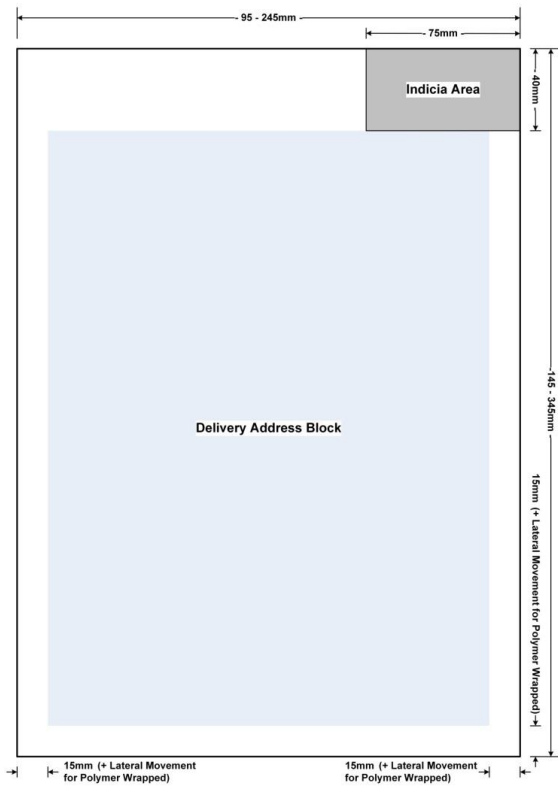 - 95 - 245mm -
- 75mm -
Indicia Area
- 40mm -
-145 - 345mm
Delivery Address Block
15mm (+ Lateral Movement for Polymer Wrapped)
15mm (+ Lateral Movement
for Polymer Wrapped)
15mm (+ Lateral Movement
for Polymer Wrapped)